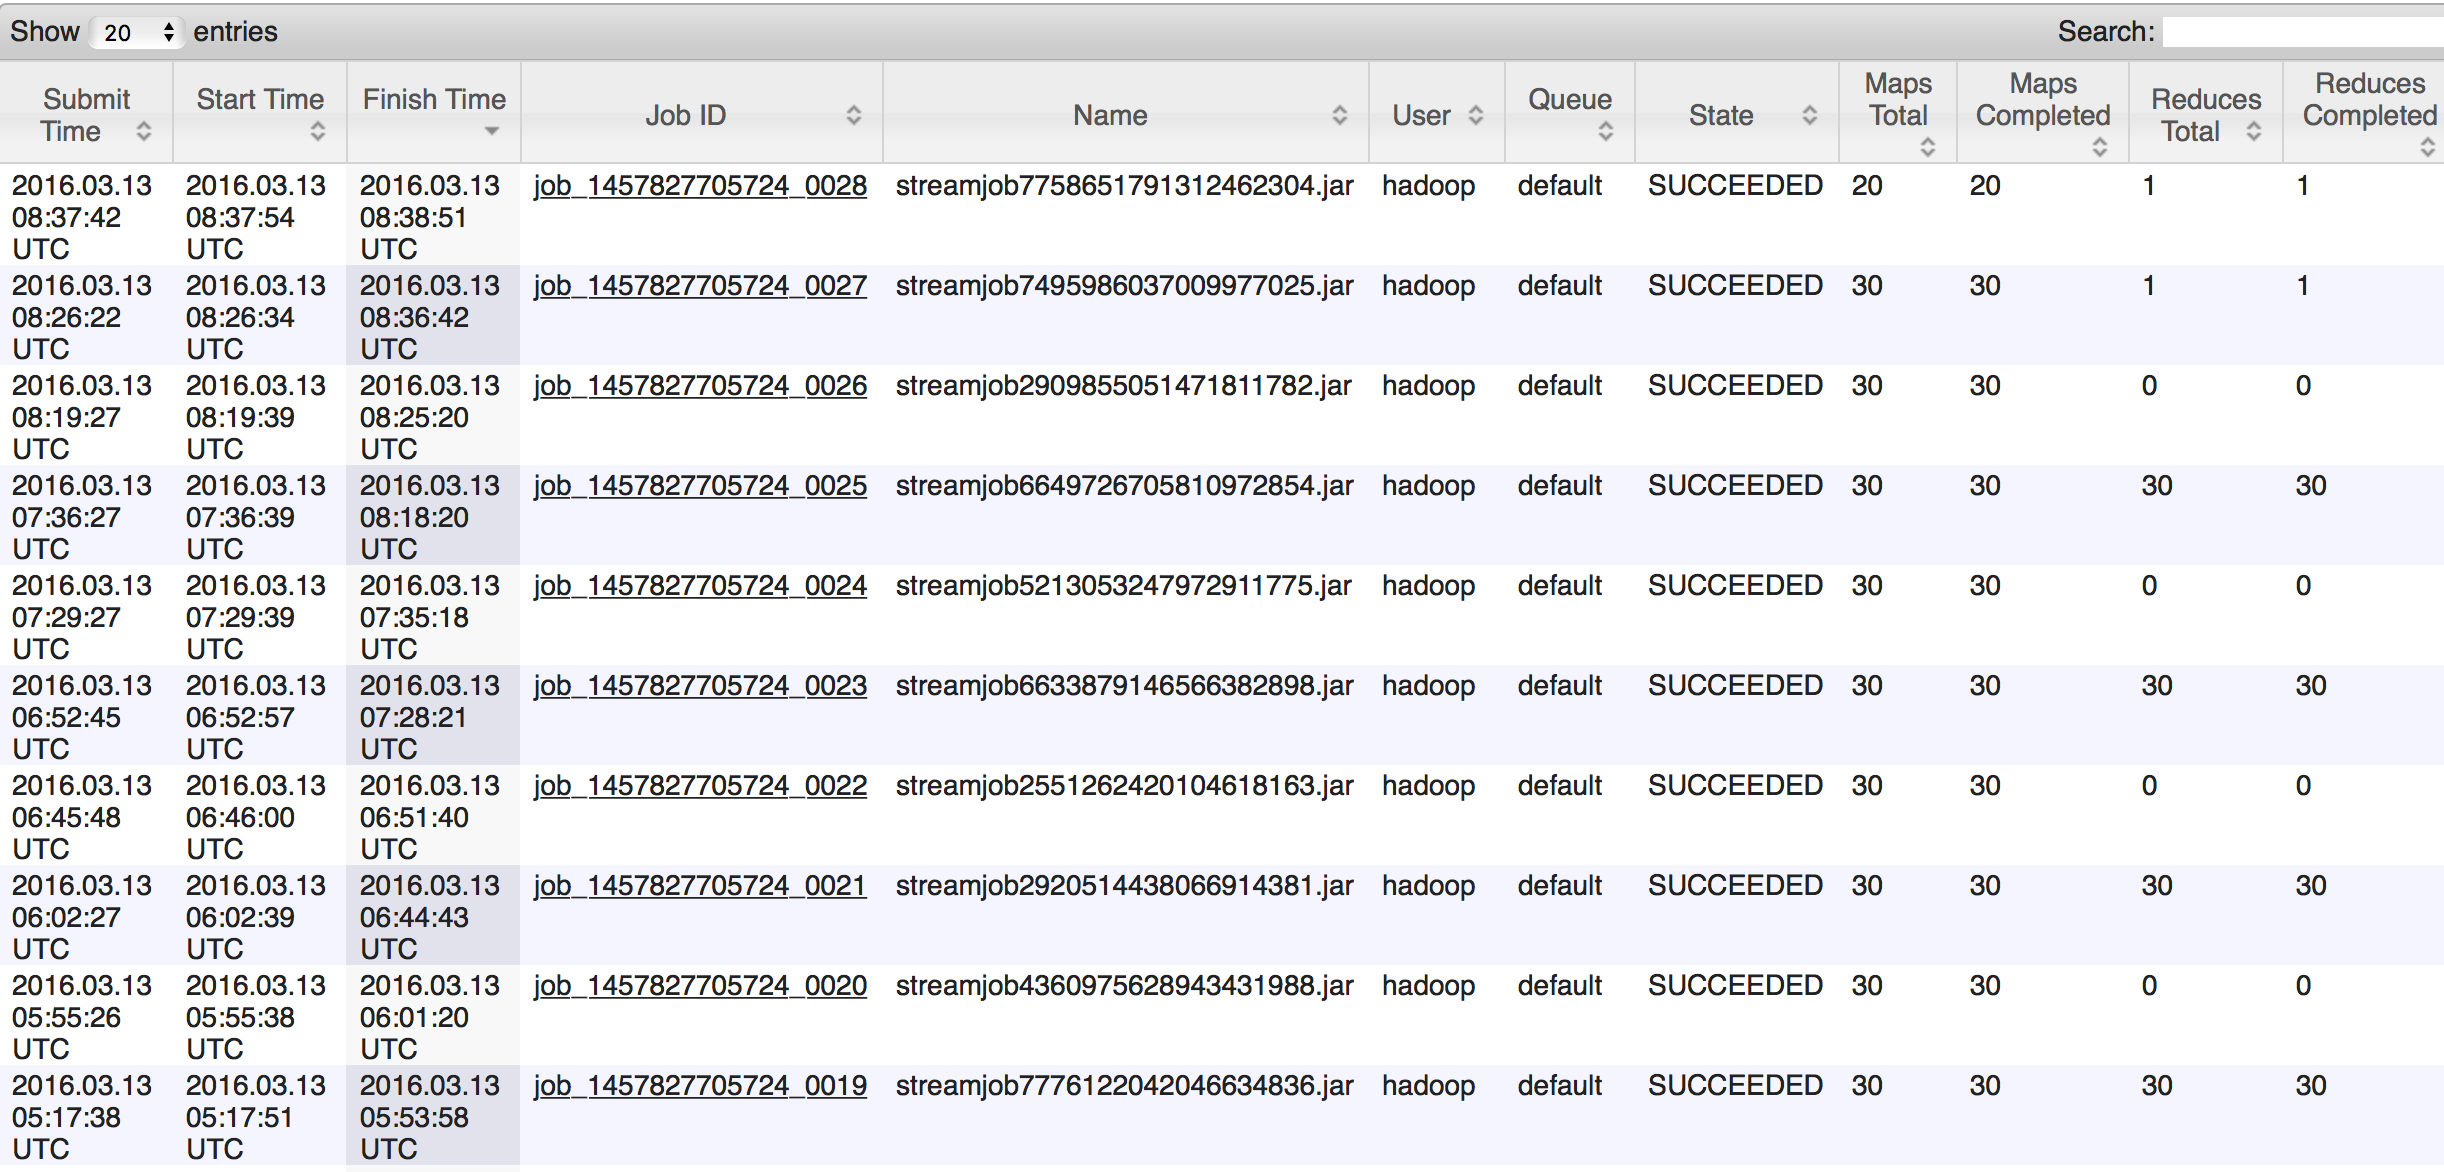 Show 20 entries Search:
Submit Time Start Time Finish Time Job ID Name User Queue State Maps Total Maps Completed Reduces Total Reduces Completed
2016.03.13 2016.03.13 2016.03.13 job_1457827705724_0028 streamjob7758651791312462304.jar hadoop default SUCCEEDED 20 20 1 1
08:37:42 08:37:54 08:38:51
UTC UTC UTC
2016.03.13 2016.03.13 2016.03.13 job_1457827705724_0027 streamjob7495986037009977025.jar hadoop default SUCCEEDED 30 30 1 1
08:26:22 08:26:34 08:36:42
UTC UTC UTC
2016.03.13 2016.03.13 2016.03.13 job_1457827705724_0026 streamjob2909855051471811782.jar hadoop default SUCCEEDED 30 30 0 0
08:19:27 08:19:39 08:25:20
UTC UTC UTC
2016.03.13 2016.03.13 2016.03.13 job_1457827705724_0025 streamjob6649726705810972854.jar hadoop default SUCCEEDED 30 30 30 30
07:36:27 07:36:39 08:18:20
UTC UTC UTC
2016.03.13 2016.03.13 2016.03.13 job_1457827705724_0024 streamjob5213053247972911775.jar hadoop default SUCCEEDED 30 30 0 0
07:29:27 07:29:39 07:35:18
UTC UTC UTC
2016.03.13 2016.03.13 2016.03.13 job_1457827705724_0023 streamjob6633879146566382898.jar hadoop default SUCCEEDED 30 30 30 30
06:52:45 06:52:57 07:28:21
UTC UTC UTC
2016.03.13 2016.03.13 2016.03.13 job_1457827705724_0022 streamjob2551262420104618163.jar hadoop default SUCCEEDED 30 30 0 0
06:45:48 06:46:00 06:51:40
UTC UTC UTC
2016.03.13 2016.03.13 2016.03.13 job_1457827705724_0021 streamjob2920514438066914381.jar hadoop default SUCCEEDED 30 30 30 30
06:02:27 06:02:39 06:44:43
UTC UTC UTC
2016.03.13 2016.03.13 2016.03.13 job_1457827705724_0020 streamjob4360975628943431988.jar hadoop default SUCCEEDED 30 30 0 0
05:55:26 05:55:38 06:01:20
UTC UTC UTC
2016.03.13 2016.03.13 2016.03.13 job_1457827705724_0019 streamjob7776122042046634836.jar hadoop default SUCCEEDED 30 30 30 30
05:17:38 05:17:51 05:53:58
UTC UTC UTC